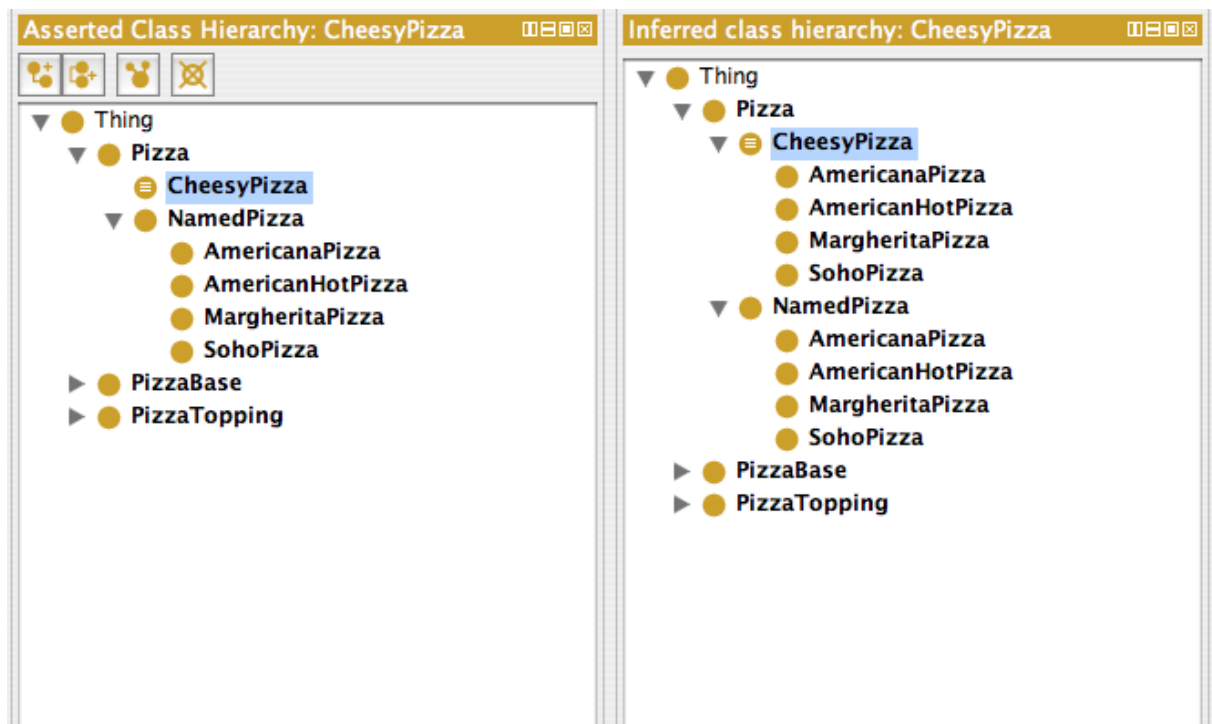 Asserted Class Hierarchy: CheesyPizza
Thing
Pizza
CheesyPizza
NamedPizza
AmericanaPizza
AmericanHotPizza
MargheritaPizza
SohoPizza
PizzaBase
PizzaTopping
Inferred class hierarchy: CheesyPizza
Thing
Pizza
CheesyPizza
AmericanaPizza
AmericanHotPizza
MargheritaPizza
SohoPizza
NamedPizza
AmericanaPizza
AmericanHotPizza
MargheritaPizza
SohoPizza
PizzaBase
PizzaTopping